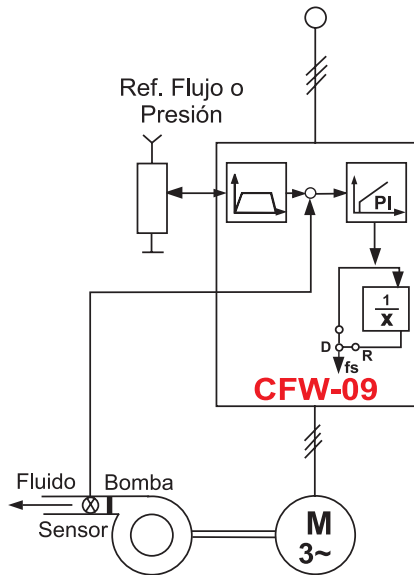 Ref. Flujo o
Presión
PI
1
x
D
R
fs
CFW-09
Fluido
Bomba
Sensor
M
3~